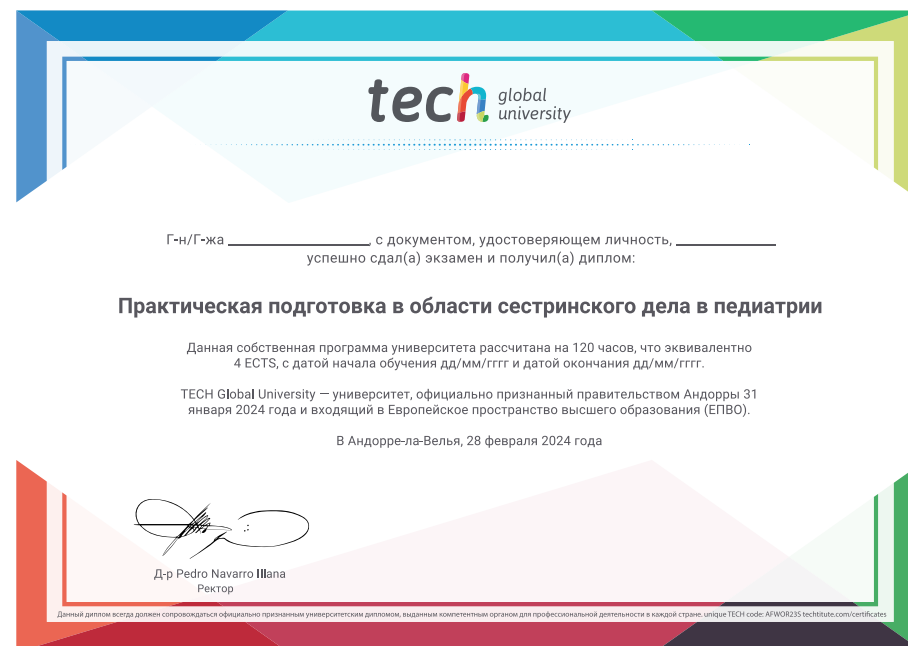 tech global university
Г-н/Г-жа , с документом, удостоверяющем личность,
успешно сдал(а) экзамен и получил(а) диплом:
Практическая подготовка в области сестринского дела в педиатрии
Данная собственная программа университета рассчитана на 120 часов, что эквивалентно
4 ECTS, с датой начала обучения дд/мм/гггг и датой окончания дд/мм/гггг.
TECH Global University — университет, официально признанный правительством Андорры 31
января 2024 года и входящий в Европейское пространство высшего образования (ЕПВО).
В Андорре-ла-Велья, 28 февраля 2024 года
Д-р Pedro Navarro Illana
Ректор
Данный диплом всегда должен сопровождаться официально признанным университетским дипломом, выданным компетентным органом для профессиональной деятельности в каждой стране. unique TECH code: AFWOR23S techtitute.com/certificates